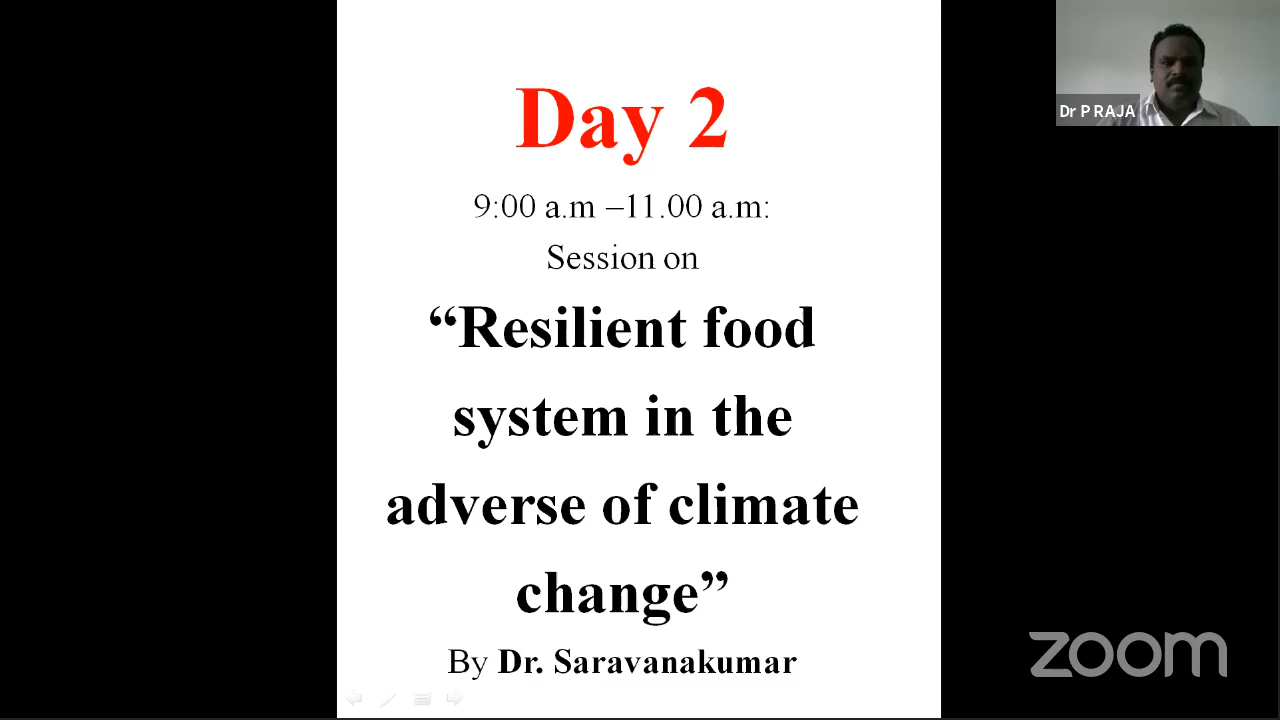 Day 2
9:00 a.m –11.00 a.m:
Session on
“Resilient food
system in the
adverse of climate
change”
By Dr. Saravanakumar
Dr P RAJA
zoom